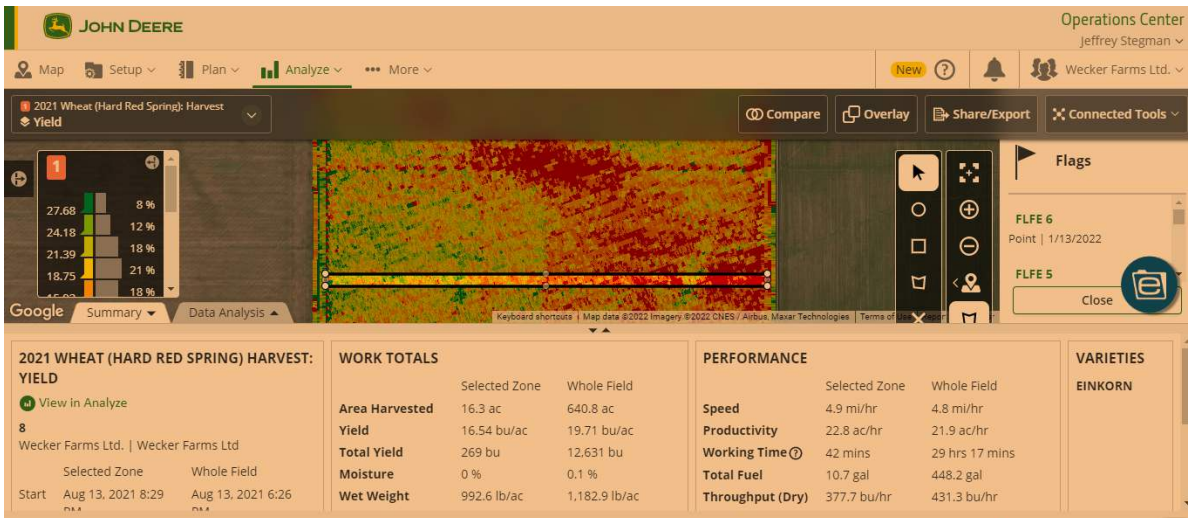 JOHN DEERE
Operations Center
Jeffrey Stegman
Map Setup Plan Analyze ••• More
New ? Wecker Farms Ltd.
1 2021 Wheat (Hard Red Spring): Harvest
Yield
Compare Overlay Share/Export Connected Tools
1
27.68 8 %
24.18 12 %
21.39 18 %
18.75 21 %
18 %
Flags
FLFE 6
Point | 1/13/2022
FLFE 5
Close
Google Summary Data Analysis
Keyboard shortcuts Map data ©2022 Imagery ©2022 CNES / Airbus, Maxar Technologies Terms of
2021 WHEAT (HARD RED SPRING) HARVEST:
YIELD
View in Analyze
8
Wecker Farms Ltd. | Wecker Farms Ltd
Selected Zone Whole Field
Start Aug 13, 2021 8:29 Aug 13, 2021 6:26
PM PM
WORK TOTALS
Selected Zone Whole Field
Area Harvested 16.3 ac 640.8 ac
Yield 16.54 bu/ac 19.71 bu/ac
Total Yield 269 bu 12,631 bu
Moisture 0 % 0.1 %
Wet Weight 992.6 lb/ac 1,182.9 lb/ac
PERFORMANCE
Selected Zone Whole Field
Speed 4.9 mi/hr 4.8 mi/hr
Productivity 22.8 ac/hr 21.9 ac/hr
Working Time ? 42 mins 29 hrs 17 mins
Total Fuel 10.7 gal 448.2 gal
Throughput (Dry) 377.7 bu/hr 431.3 bu/hr
VARIETIES
EINKORN